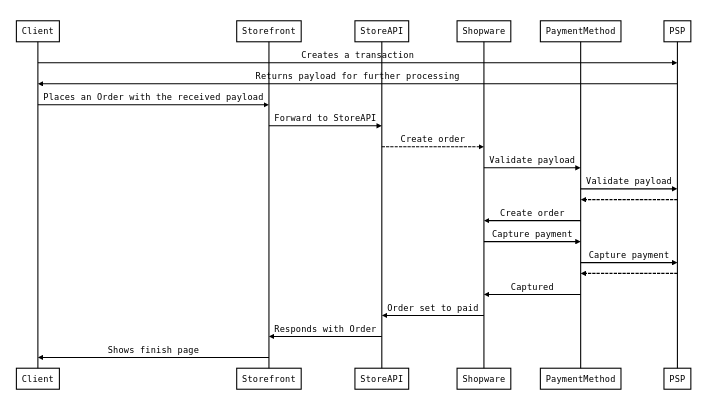 Client Storefront StoreAPI Shopware PaymentMethod PSP
Creates a transaction
Returns payload for further processing
Places an Order with the received payload
Forward to StoreAPI
Create order
Validate payload
Validate payload
Create order
Capture payment
Capture payment
Captured
Order set to paid
Responds with Order
Shows finish page
Client Storefront StoreAPI Shopware PaymentMethod PSP